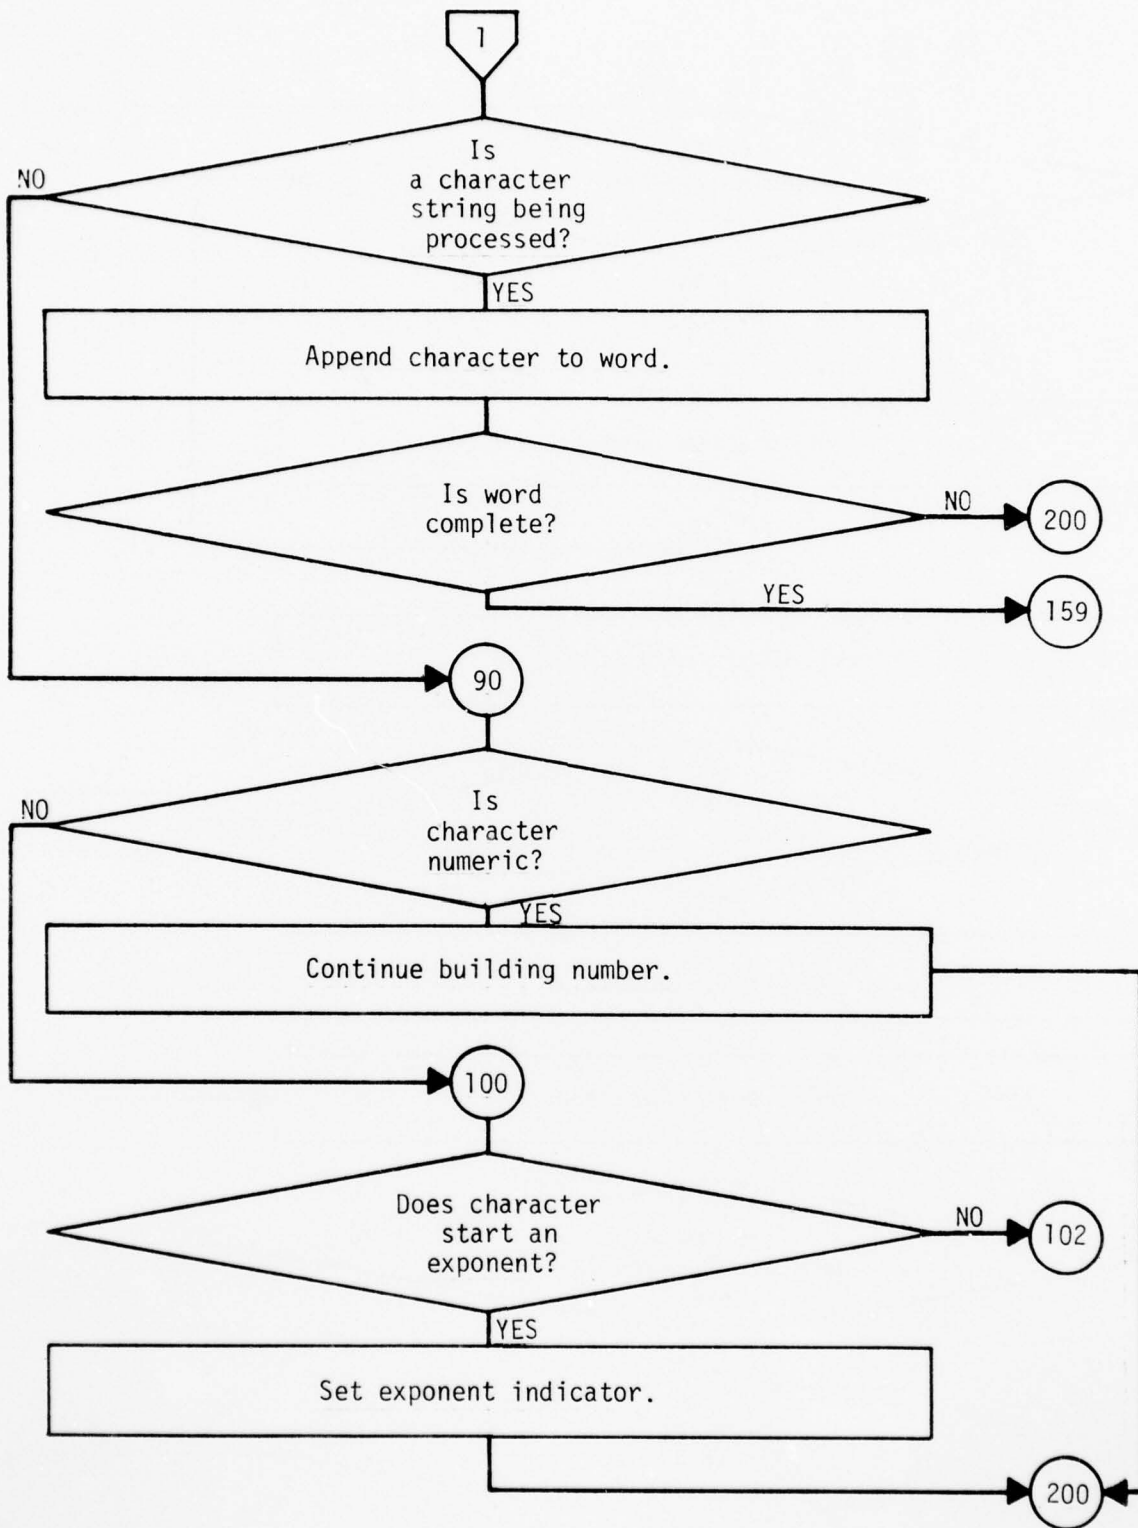 1
Is
a character
string being
processed?
NO
YES
Append character to word.
Is word
complete?
NO
200
YES
159
90
Is
character
numeric?
NO
YES
Continue building number.
100
Does character
start an
exponent?
NO
102
YES
Set exponent indicator.
200